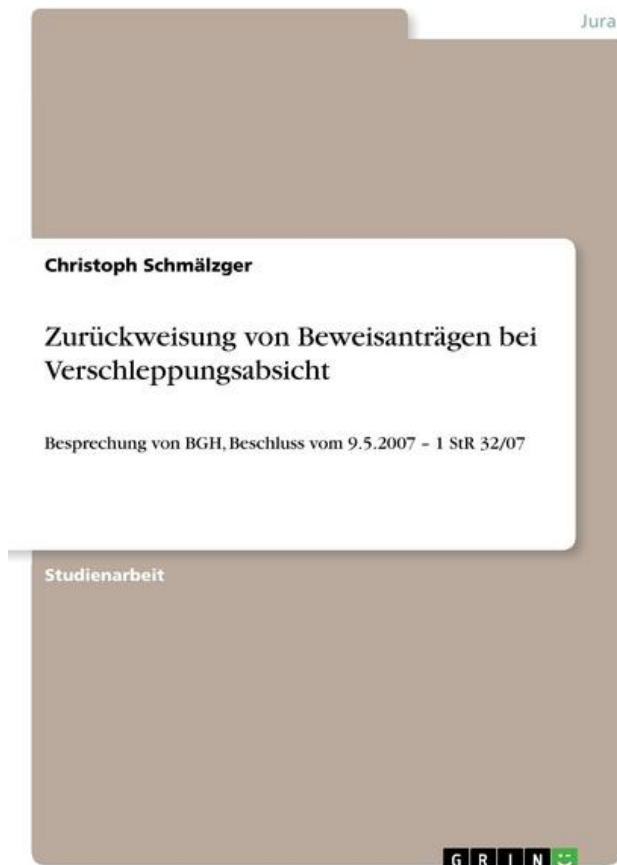 Jura
Christoph Schmälzger
Zurückweisung von Beweisanträgen bei
Verschleppungsabsicht
Besprechung von BGH, Beschluss vom 9.5.2007 – 1 StR 32/07
Studienarbeit
GRIN